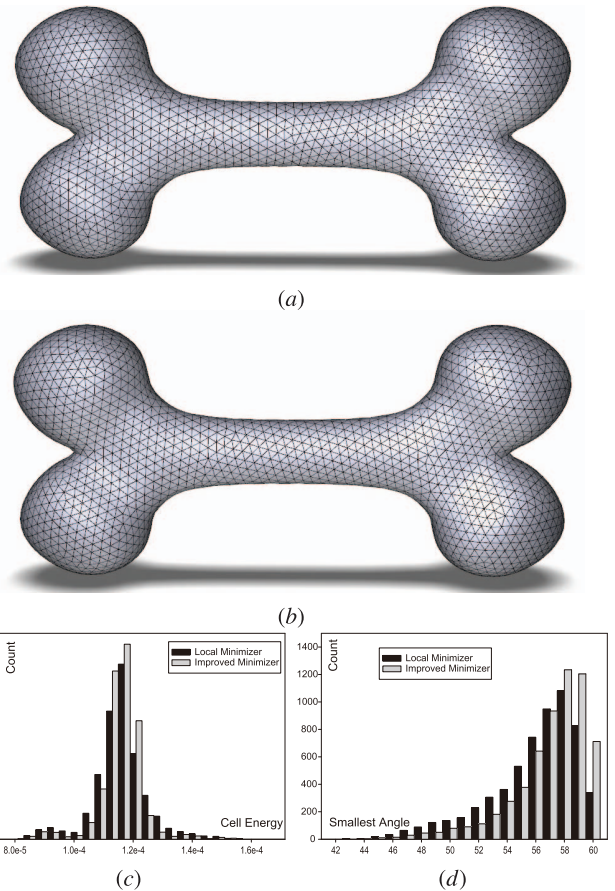 (a)
(b)
Count
Local Minimizer
Improved Minimizer
Cell Energy
8.0e-5 1.0e-4 1.2e-4 1.4e-4 1.6e-4
(c)
Count
1400
1200
1000
800
600
400
200
0
Local Minimizer
Improved Minimizer
Smallest Angle
42 44 46 48 50 52 54 56 58 60
(d)